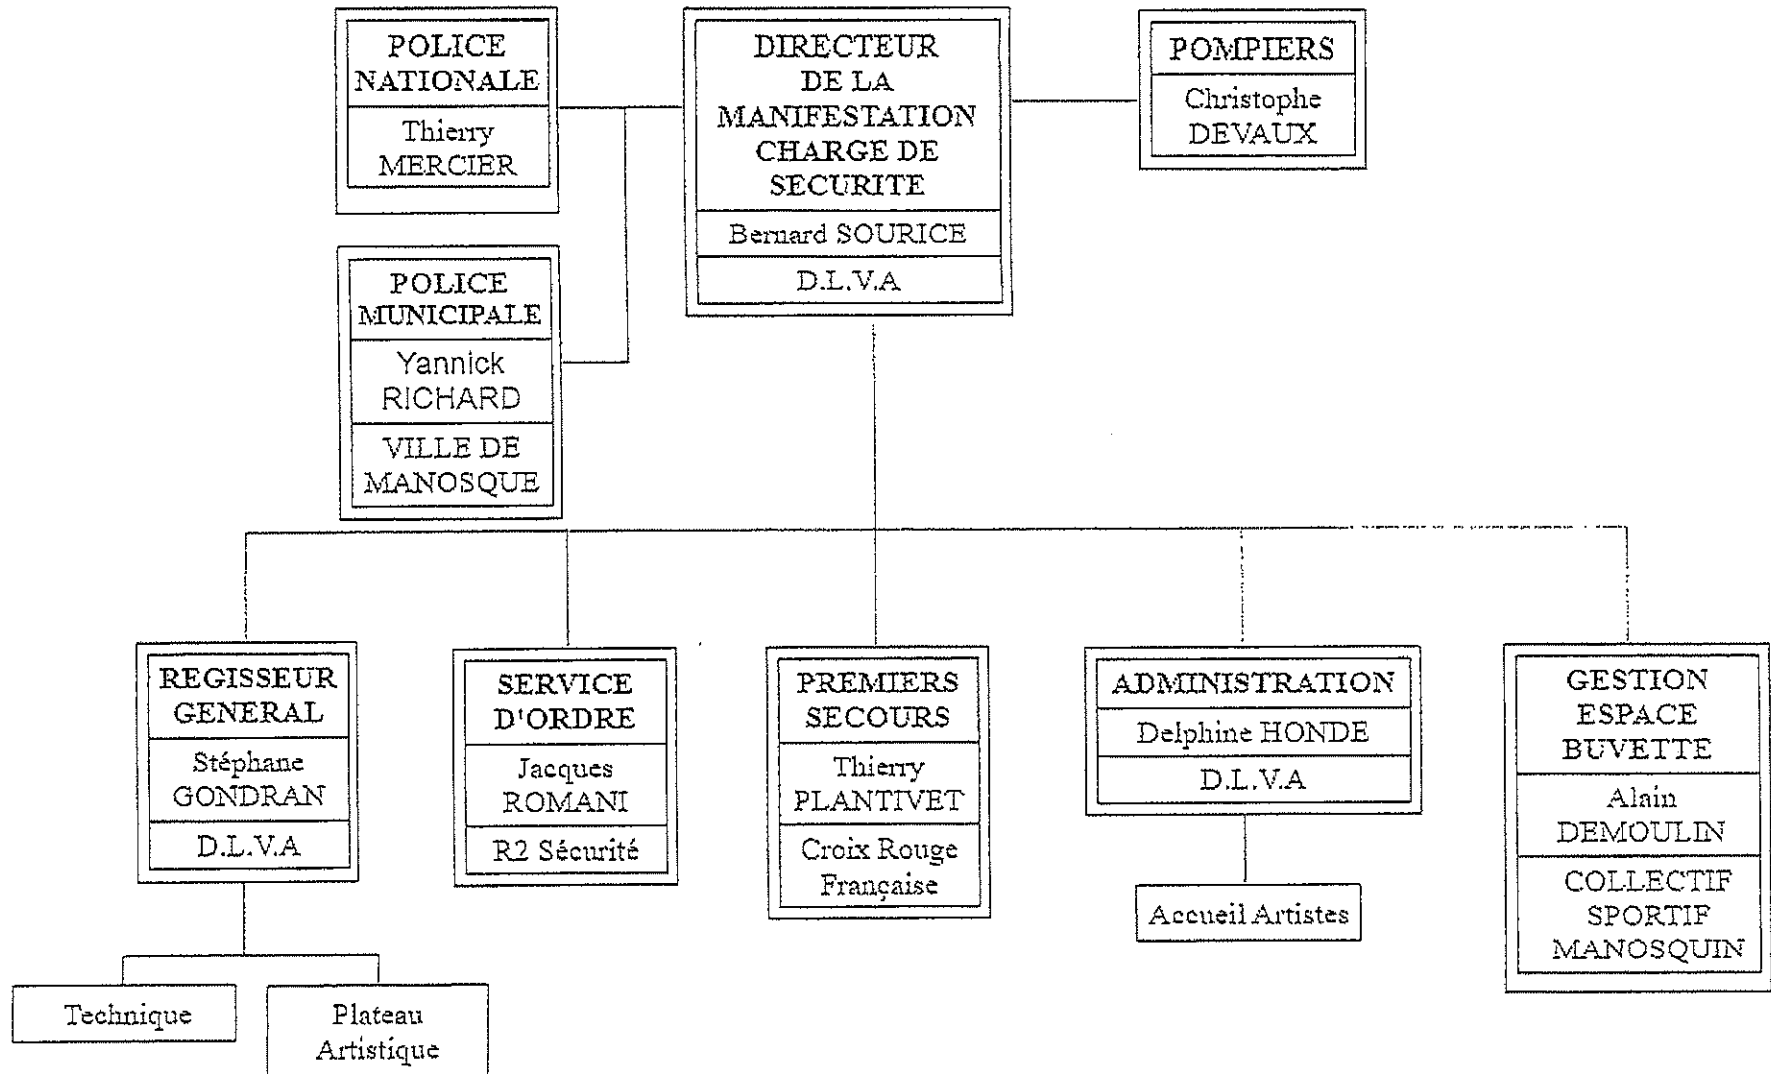 POLICE
NATIONALE
Thierry
MERCIER
DIRECTEUR
DE LA
MANIFESTATION
CHARGE DE
SECURITE
Bernard SOURICE
D.L.V.A
POMPIERS
Christophe
DEVAUX
POLICE
MUNICIPALE
Yannick
RICHARD
VILLE DE
MANOSQUE
REGISSEUR
GENERAL
Stéphane
GONDRAN
D.L.V.A
SERVICE
D'ORDRE
Jacques
ROMANI
R2 Sécurité
PREMIERS
SECOURS
Thierry
PLANTIVET
Croix Rouge
Française
ADMINISTRATION
Delphine HONDE
D.L.V.A
GESTION
ESPACE
BUVETTE
Alain
DEMOULIN
COLLECTIF
SPORTIF
MANOSQUIN
Technique
Plateau
Artistique
Accueil Artistes